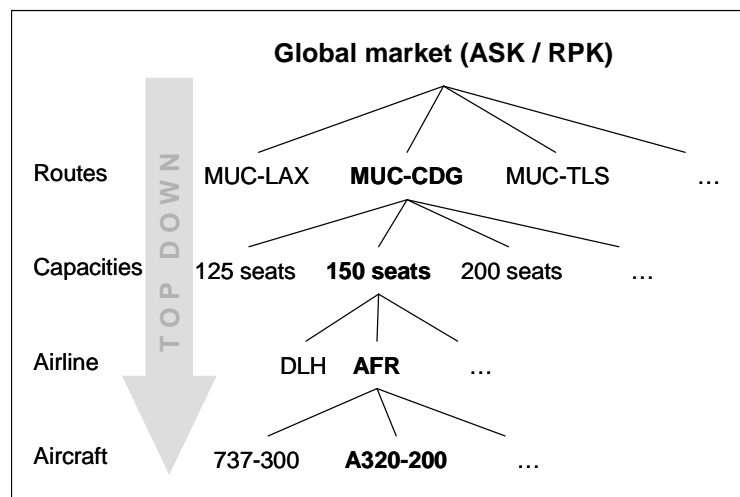 Global market (ASK / RPK)
Routes MUC-LAX MUC-CDG MUC-TLS ...
Capacities 125 seats 150 seats 200 seats ...
Airline DLH AFR ...
Aircraft 737-300 A320-200 ...
TOP DOWN